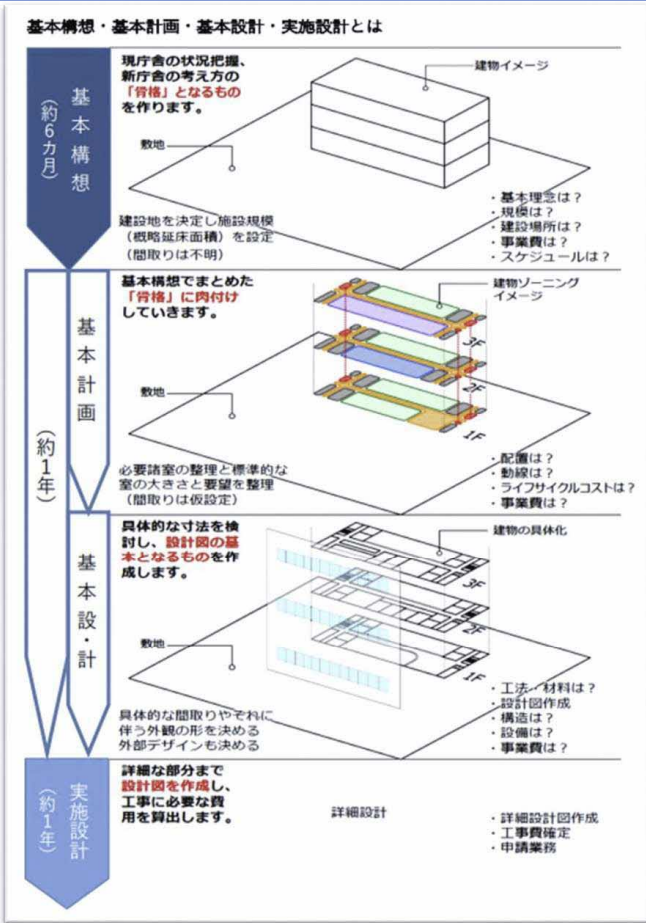 基本構想・基本計画・基本設計・実施設計とは
基本構想
(約6カ月)
現庁舎の状況把握、
新庁舎の考え方の
「骨格」となるもの
を作ります。
敷地
建物イメージ
建設地を決定し施設規模
(概略延床面積)を設定
(間取りは不明)
・基本理念は?
・規模は?
・建設場所は?
・事業費は?
・スケジュールは?
(約1年)
基本計画
基本構想でまとめた
「骨格」に肉付け
していきます。
敷地
建物ゾーニング
イメージ
3F
2F
1F
必要諸室の整理と標準的な
室の大きさと要望を整理
(間取りは仮設定)
・配置は?
・動線は?
・ライフサイクルコストは?
・事業費は?
基本設・計
具体的な寸法を検
討し、設計図の基
本となるものを作
成します。
敷地
建物の具体化
3F
2F
1F
具体的な間取りやそれに
伴う外観の形を決める
外部デザインも決める
・工法・材料は?
・設計図作成
・構造は?
・設備は?
・事業費は?
実施設計
(約1年)
詳細な部分まで
設計図を作成し、
工事に必要な費
用を算出します。
詳細設計
・詳細設計図作成
・工事費確定
・申請業務